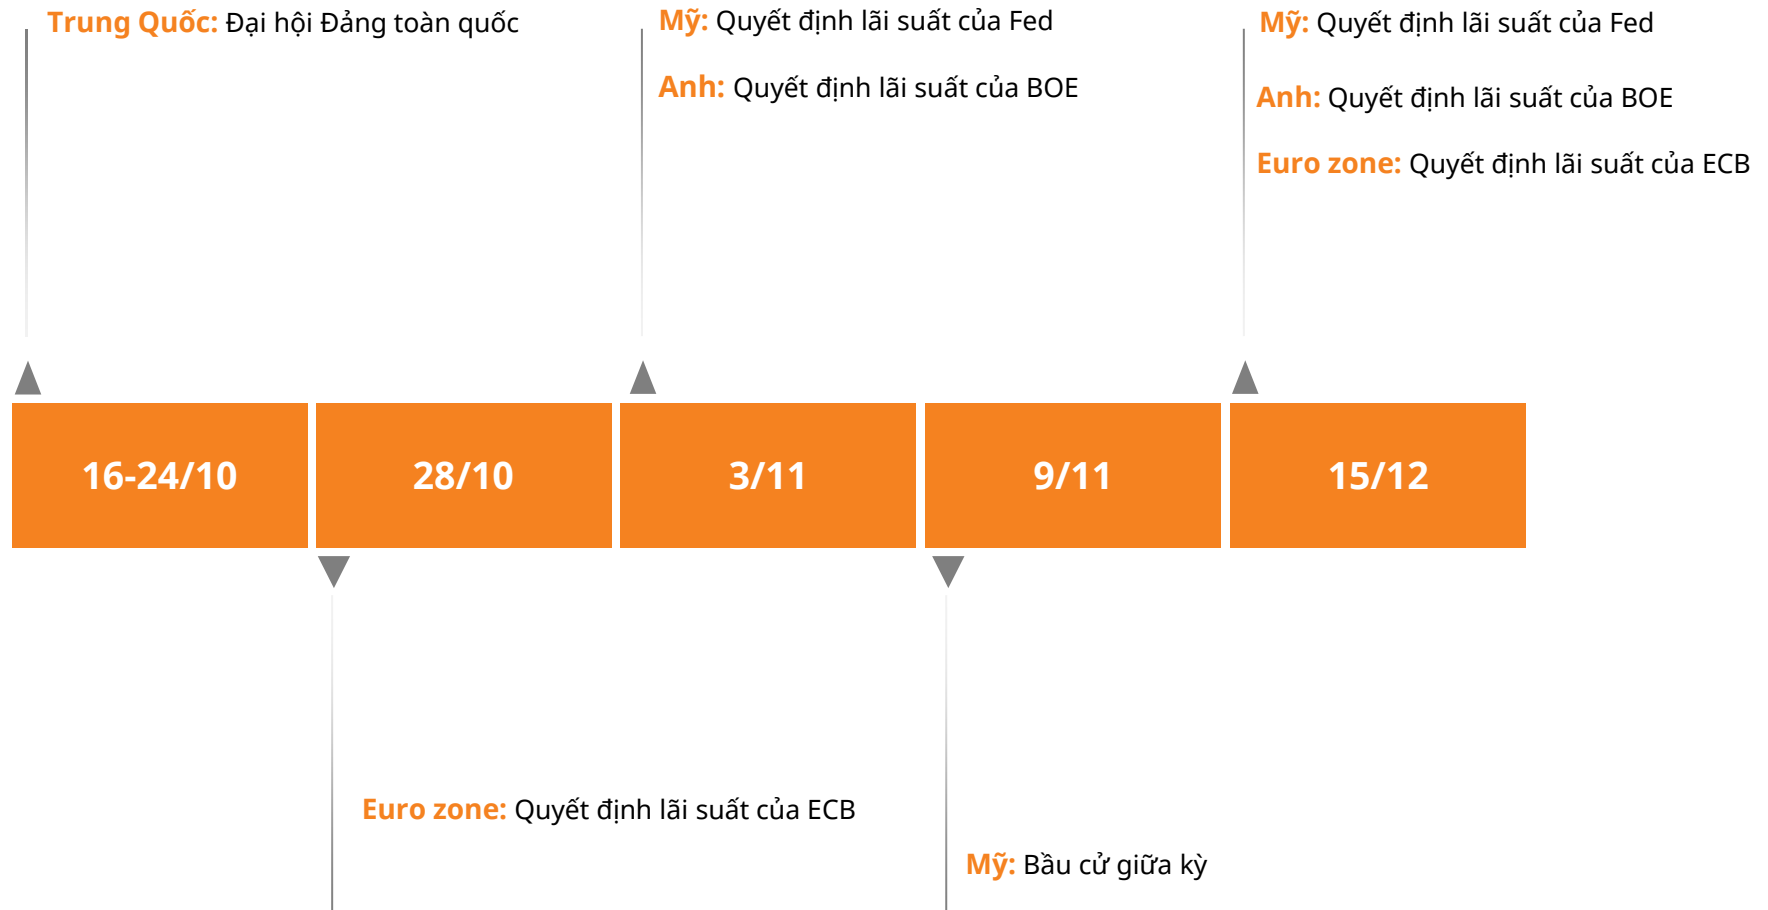 Trung Quốc: Đại hội Đảng toàn quốc
Mỹ: Quyết định lãi suất của Fed
Anh: Quyết định lãi suất của BOE
Mỹ: Quyết định lãi suất của Fed
Anh: Quyết định lãi suất của BOE
Euro zone: Quyết định lãi suất của ECB
16-24/10
28/10
3/11
9/11
15/12
Euro zone: Quyết định lãi suất của ECB
Mỹ: Bầu cử giữa kỳ